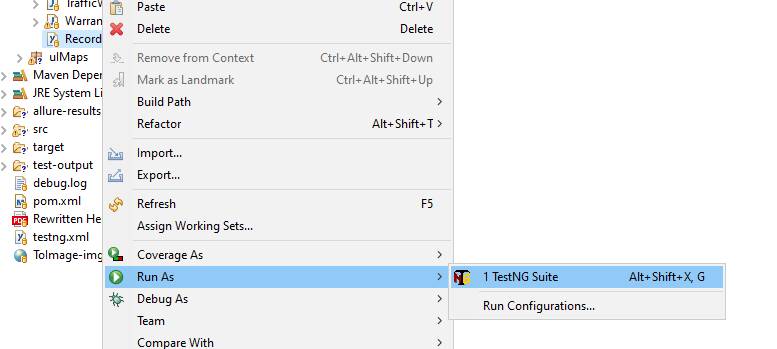 TrafficV
Paste Ctrl+V
Warran
Delete Delete
Record
uIMaps
Remove from Context Ctrl+Alt+Shift+Down
Maven Depe
Mark as Landmark Ctrl+Alt+Shift+Up
JRE System Li
Build Path
allure-results
Refactor Alt+Shift+T
src
target
Import...
test-output
Export...
debug.log
pom.xml
Refresh F5
Rewritten He
Assign Working Sets...
testng.xml
ToImage-img
Coverage As
Run As
1 TestNG Suite Alt+Shift+X, G
Debug As
Run Configurations...
Team
Compare With